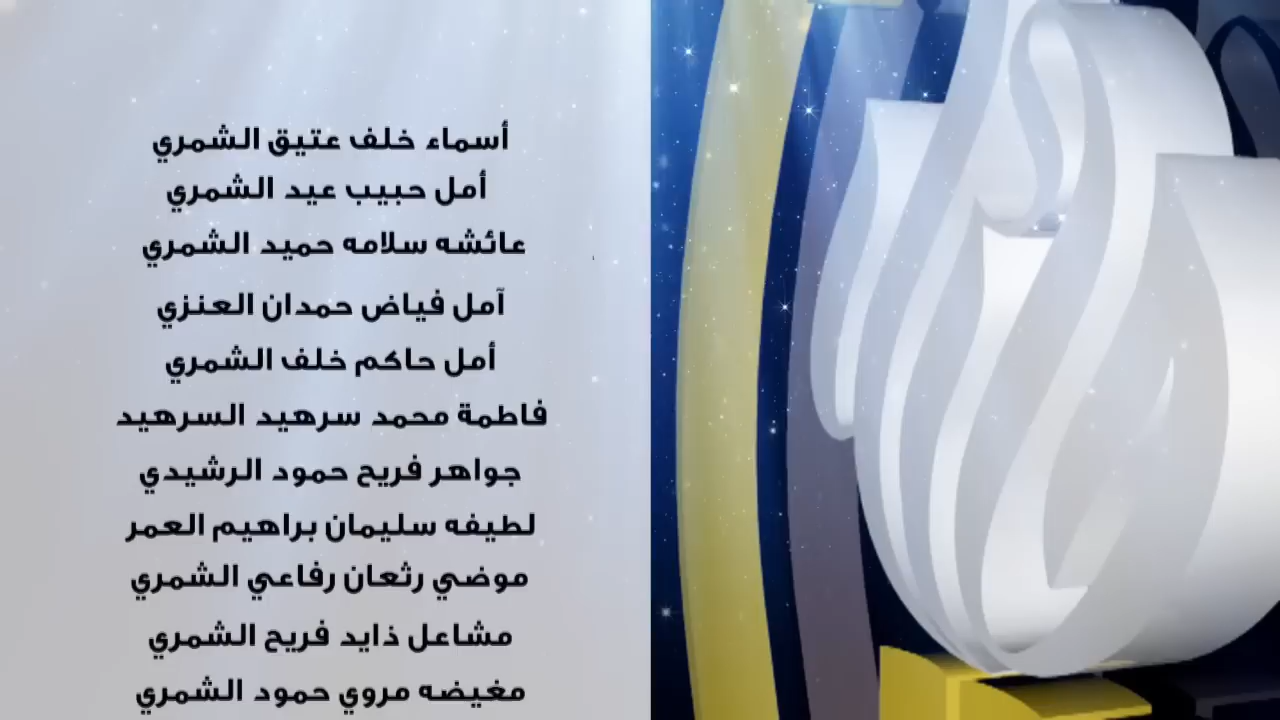 أسماء خلف عتيق الشمري
أمل حبيب عيد الشمري
عائشه سلامه حميد الشمري
آمل فياض حمدان العنزي
أمل حاكم خلف الشمري
فاطمة محمد سرهيد السرهيد
جواهر فريح حمود الرشيدي
لطيفه سليمان براهيم العمر
موضي رثعان رفاعي الشمري
مشاعل ذايد فريح الشمري
مغيضه مروي حمود الشمري